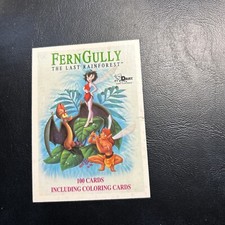 FERNGULLY
THE LAST RAINFOREST
100 CARDS
INCLUDING COLORING CARDS